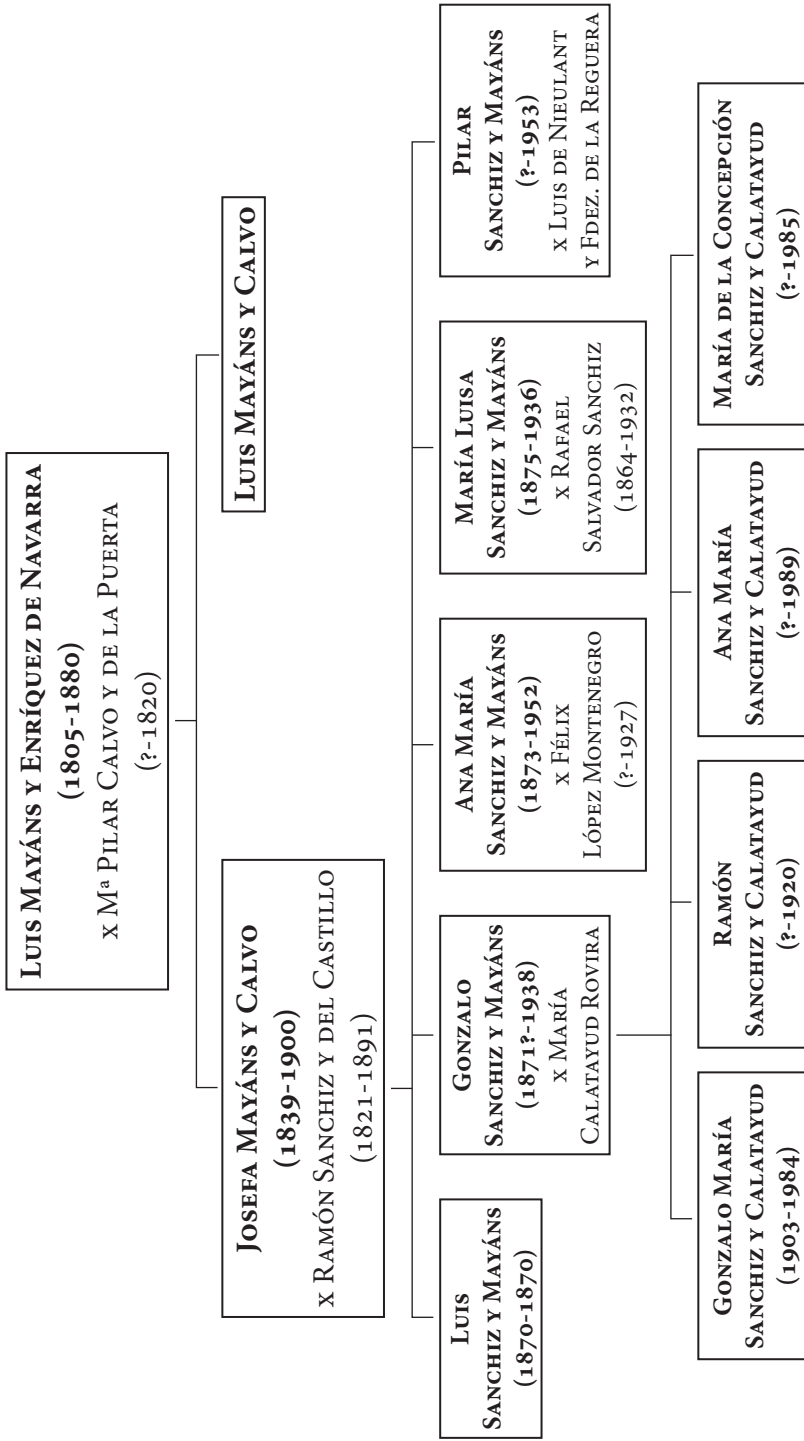 Luis Mayáns y Enríquez de Navarra
(1805-1880)
x Mª Pilar Calvo y de la Puerta
(?-1820)
Josefa Mayáns y Calvo
(1839-1900)
x Ramón Sanchiz y del Castillo
(1821-1891)
Luis Mayáns y Calvo
Luis
Sanchiz y Mayáns
(1870-1870)
Gonzalo
Sanchiz y Mayáns
(1871?-1938)
x María
Calatayud Rovira
Ana María
Sanchiz y Mayáns
(1873-1952)
x Félix
López Montenegro
(?-1927)
María Luisa
Sanchiz y Mayáns
(1875-1936)
x Rafael
Salvador Sanchiz
(1864-1932)
Pilar
Sanchiz y Mayáns
(?-1953)
x Luis de Nieulant
y Fdez. de la Reguera
Gonzalo María
Sanchiz y Calatayud
(1903-1984)
Ramón
Sanchiz y Calatayud
(?-1920)
Ana María
Sanchiz y Calatayud
(?-1989)
María de la Concepción
Sanchiz y Calatayud
(?-1985)